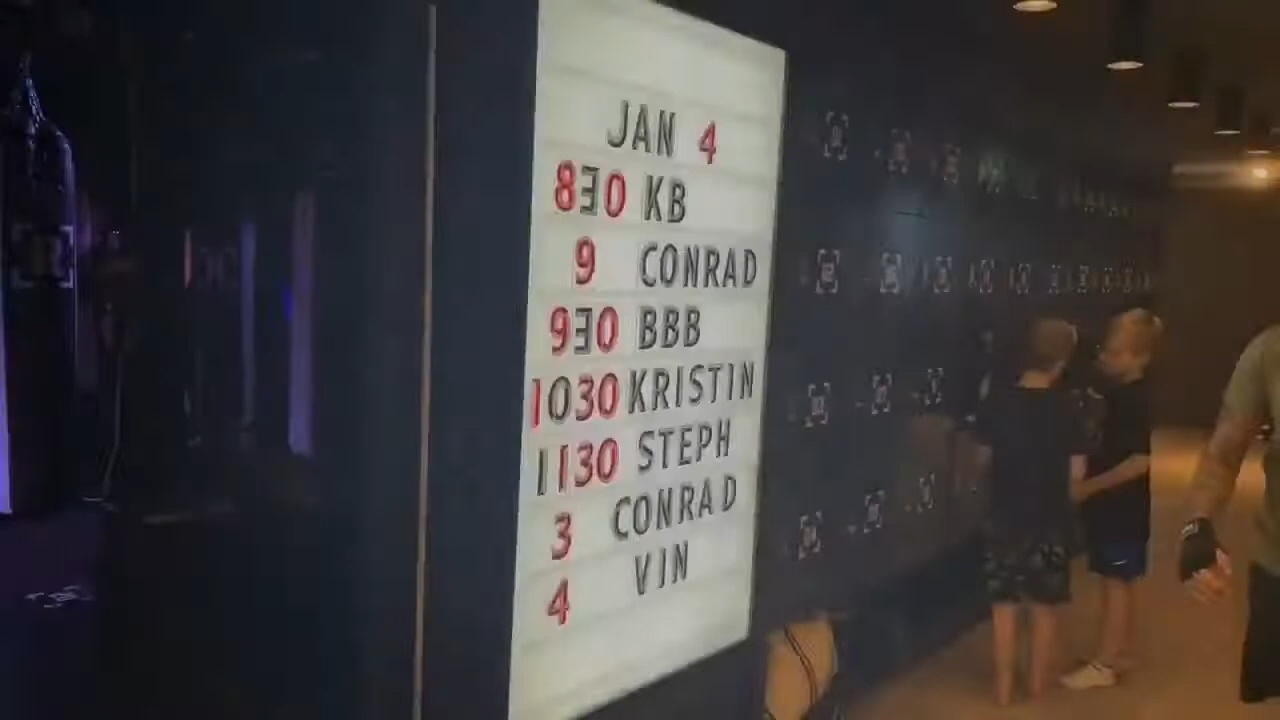 JAN 4
830 KB
9 CONRAD
930 BBB
1030 KRISTIN
1130 STEPH
3 CONRAD
4 VIN